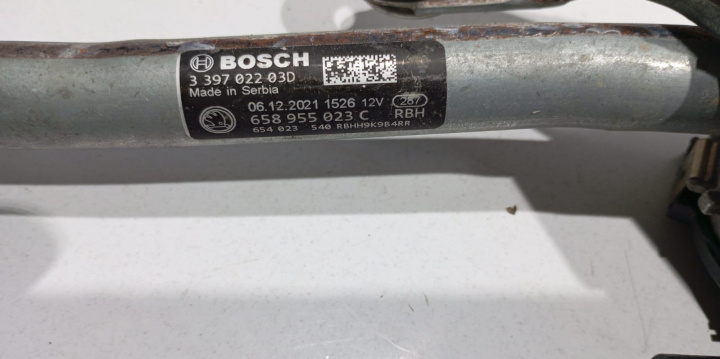 BOSCH
3 397 022 03D
Made in Serbia
06.12.2021 1526 12V 287
658 955 023 C RBH
654 023 540 RBHH9K9B4RR